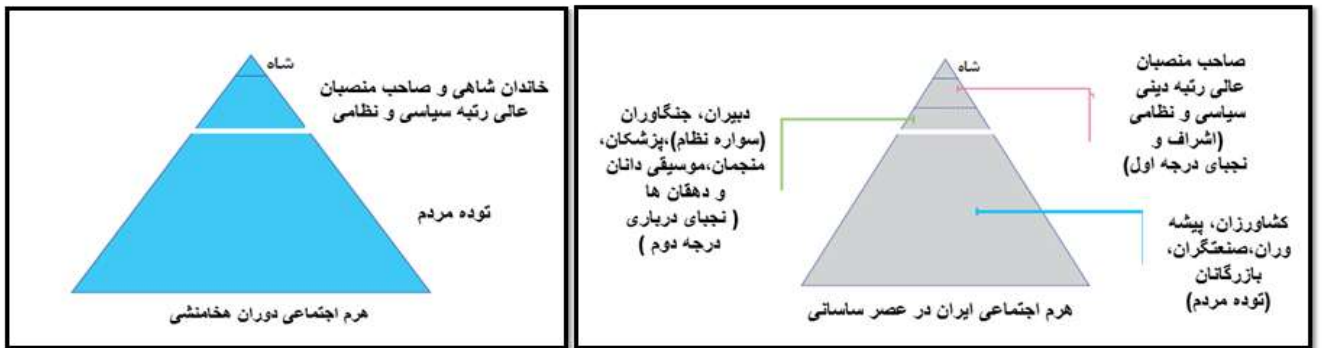 شاه
صاحب منصبان
عالی رتبه دینی
سیاسی و نظامی
(اشراف و
نجبای درجه اول)
دبیران، جنگاوران
(سواره نظام)،پزشکان،
منجمان،موسیقی دانان
و دهقان ها
( نجبای درباری
درجه دوم )
کشاورزان، پیشه
وران،صنعتگران،
بازرگانان
(توده مردم)
هرم اجتماعی ایران در عصر ساسانی
شاه
خاندان شاهی و صاحب منصبان
عالی رتبه سیاسی و نظامی
توده مردم
هرم اجتماعی دوران هخامنشی